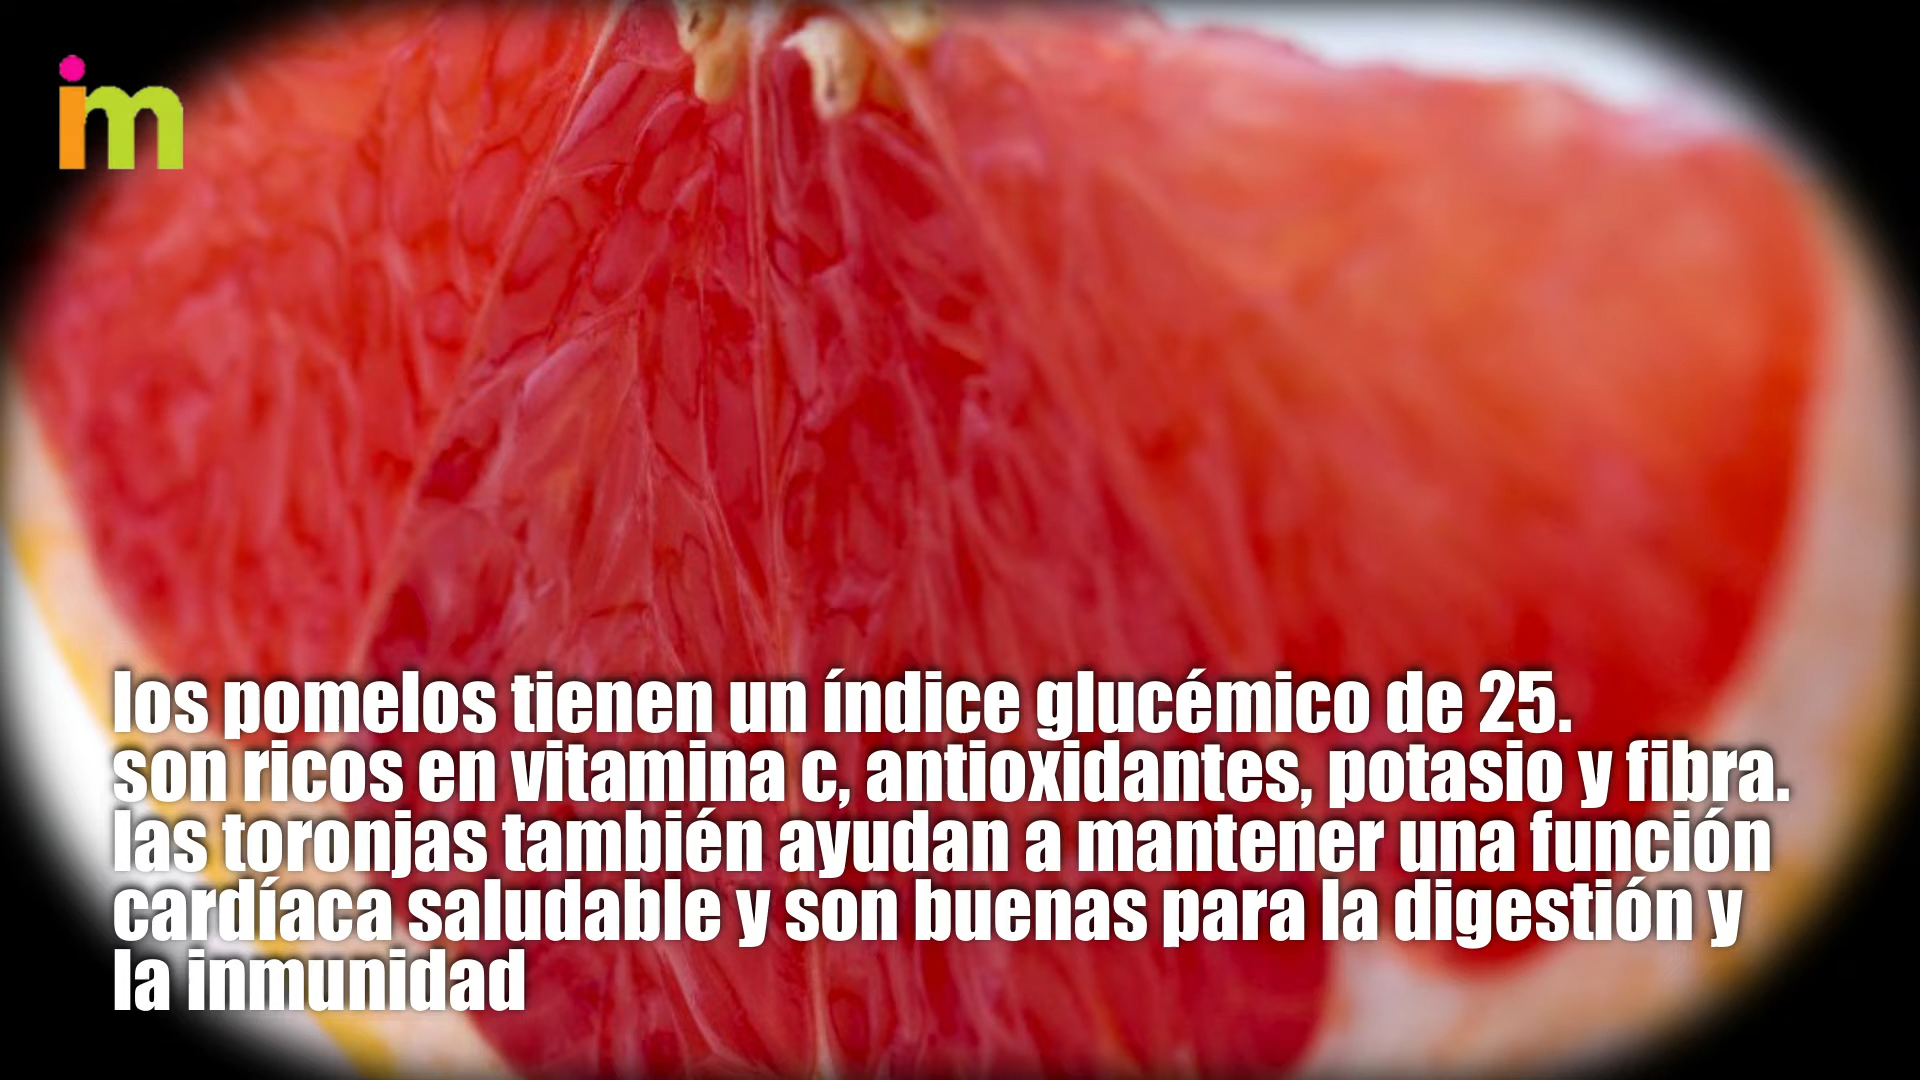 im
los pomelos tienen un índice glucémico de 25.
son ricos en vitamina c, antioxidantes, potasio y fibra.
las toronjas también ayudan a mantener una función
cardíaca saludable y son buenas para la digestión y
la inmunidad